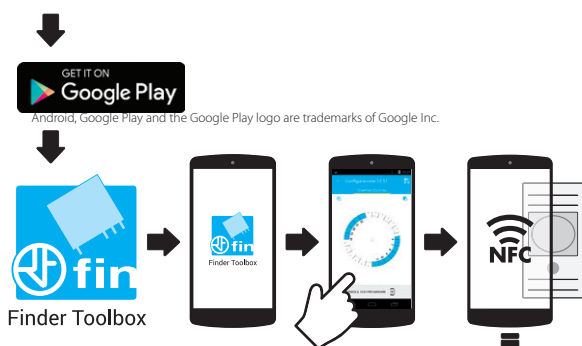 GET IT ON
Google Play
Android, Google Play and the Google Play logo are trademarks of Google Inc.
fin
Finder Toolbox
fin
Finder Toolbox
NFC